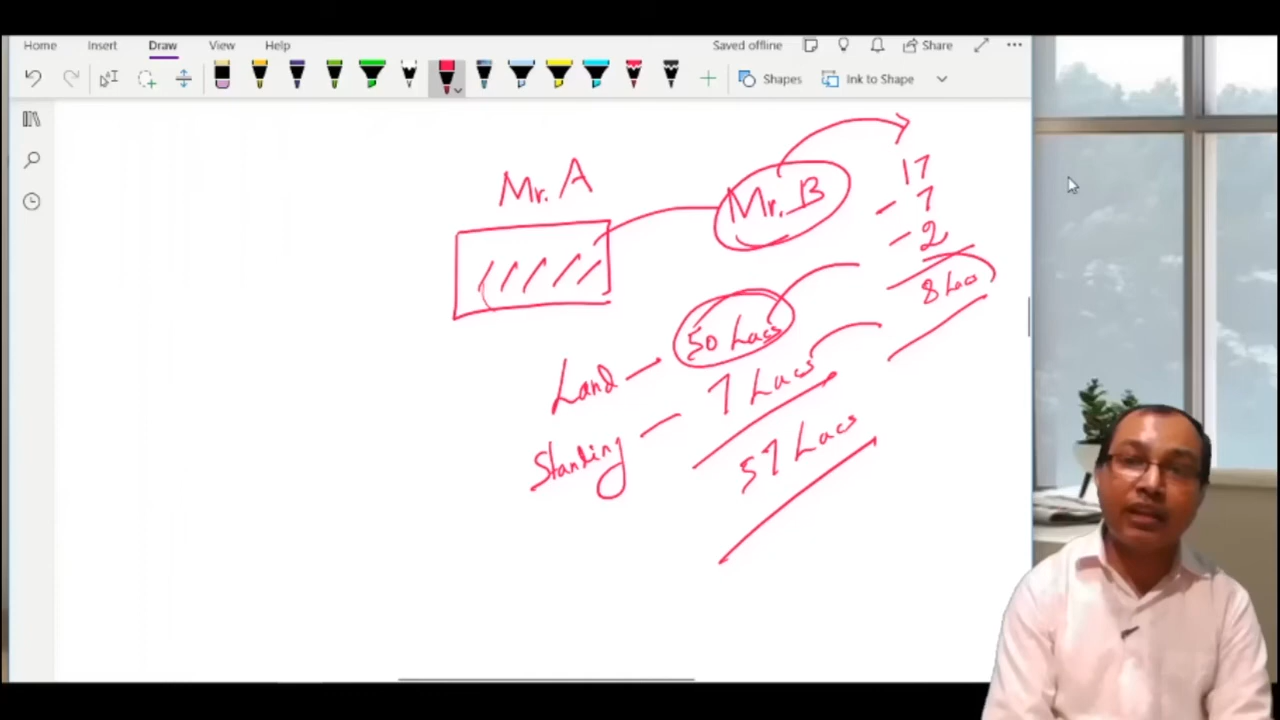 Home Insert Draw View Help Saved offline Share
Shapes Ink to Shape
Mr. A
Mr. B
17
- 7
- 2
8 Lacs
Land - 50 Lacs
Standing - 7 Lacs
57 Lacs